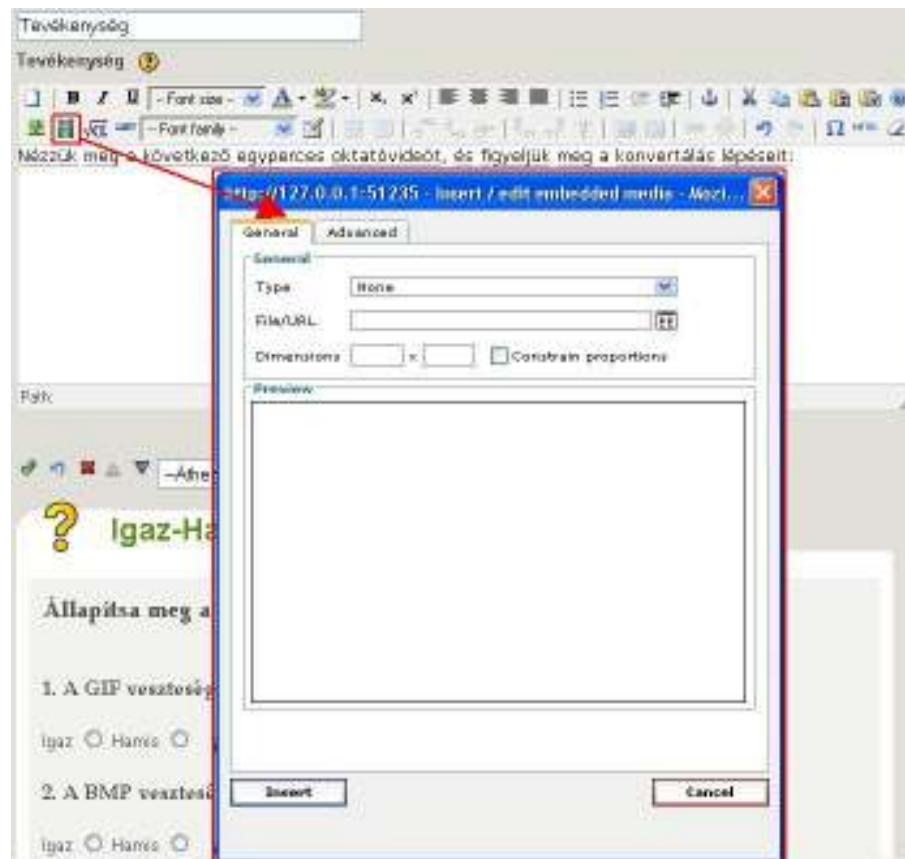 Tevékenység
Tevékenység
B I U -- Font size --
-- Font family --
Nézzük meg a következő egyperces oktatóvideót, és figyeljük meg a konvertálás lépéseit:
http://127.0.0.1:51235 - Insert / edit embedded media - Mozi...
General Advanced
General
Type None
File/URL
Dimensions x Constrain proportions
Path:
Preview
Igaz-Ha
Állapítsa meg a
1. A GIF veszteség
Igaz Hamis
2. A BMP
Insert Cancel
Igaz Hamis